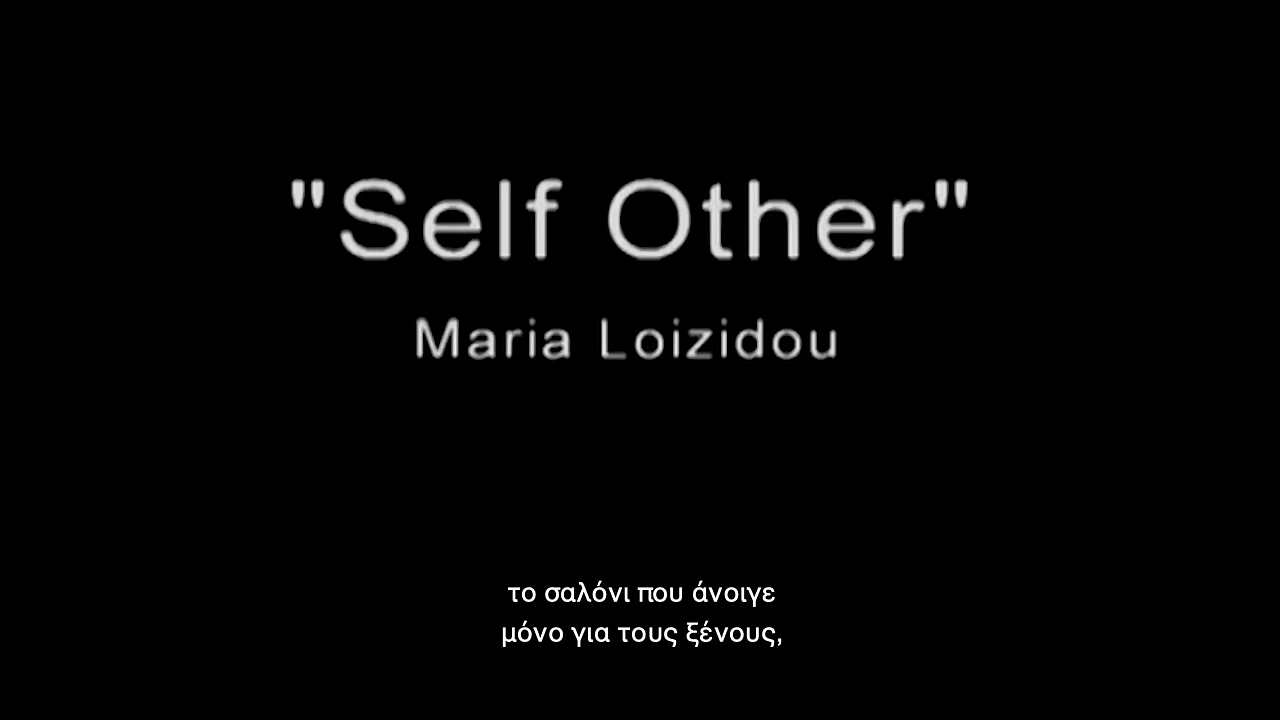 "Self Other"
Maria Loizidou
το σαλόνι που άνοιγε
μόνο για τους ξένους,